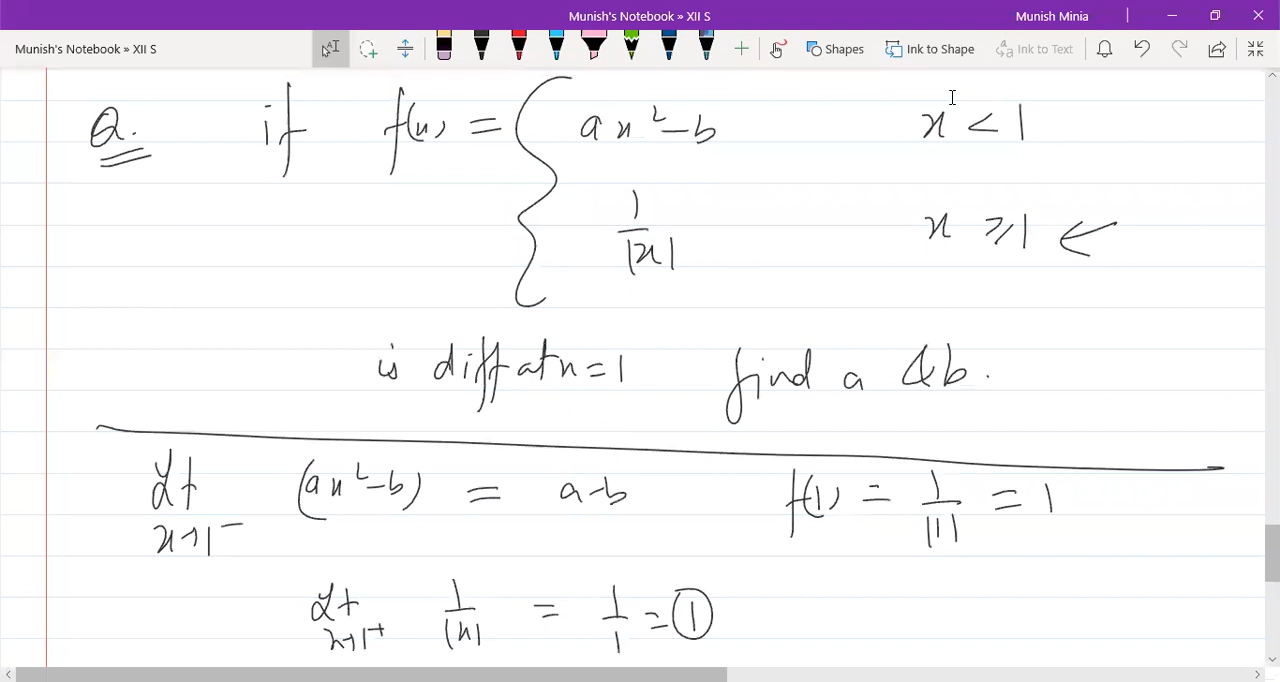 Munish's Notebook » XII S
Munish Minia
Munish's Notebook » XII S
Shapes
Ink to Shape
Ink to Text
Q. if f(x) = { ax² - b x < 1
1/|x| x ≥ 1 ←
is diff at x = 1 find a & b.
Lt x→1⁻ (ax² - b) = a - b f(1) = 1/|1| = 1
Lt x→1⁺ 1/|x| = 1/1 = 1